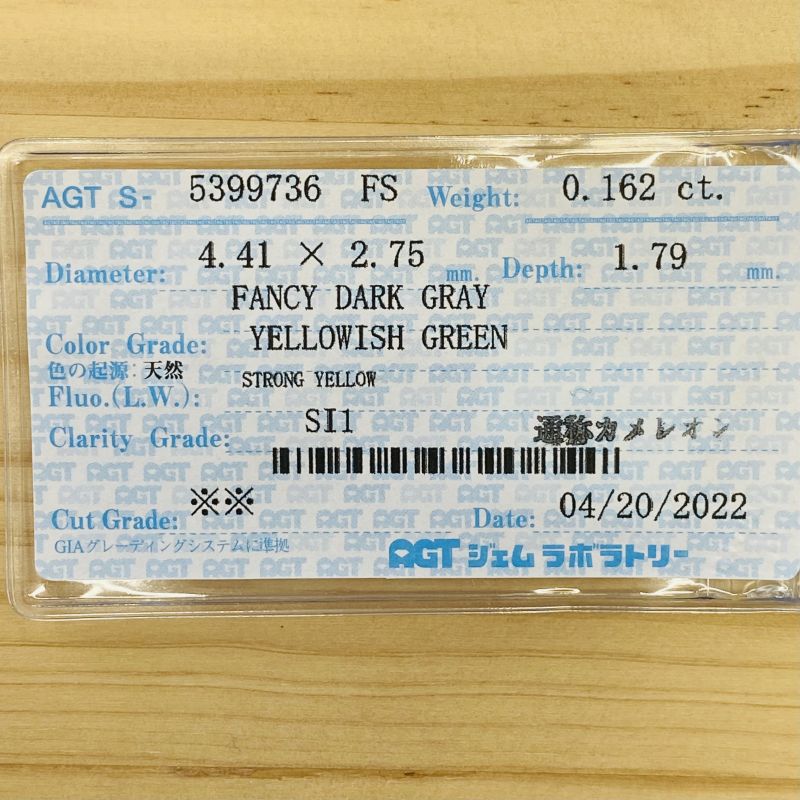 AGT S- 5399736 FS Weight: 0.162 ct.
Diameter: 4.41 × 2.75 mm. Depth: 1.79 mm.
FANCY DARK GRAY
Color Grade: YELLOWISH GREEN
色の起源: 天然
Fluo.(L.W.): STRONG YELLOW
Clarity Grade: SI1 通称カメレオン
Cut Grade: ※※ Date: 04/20/2022
GIAグレーディングシステムに準拠
AGT ジェム ラボラトリー